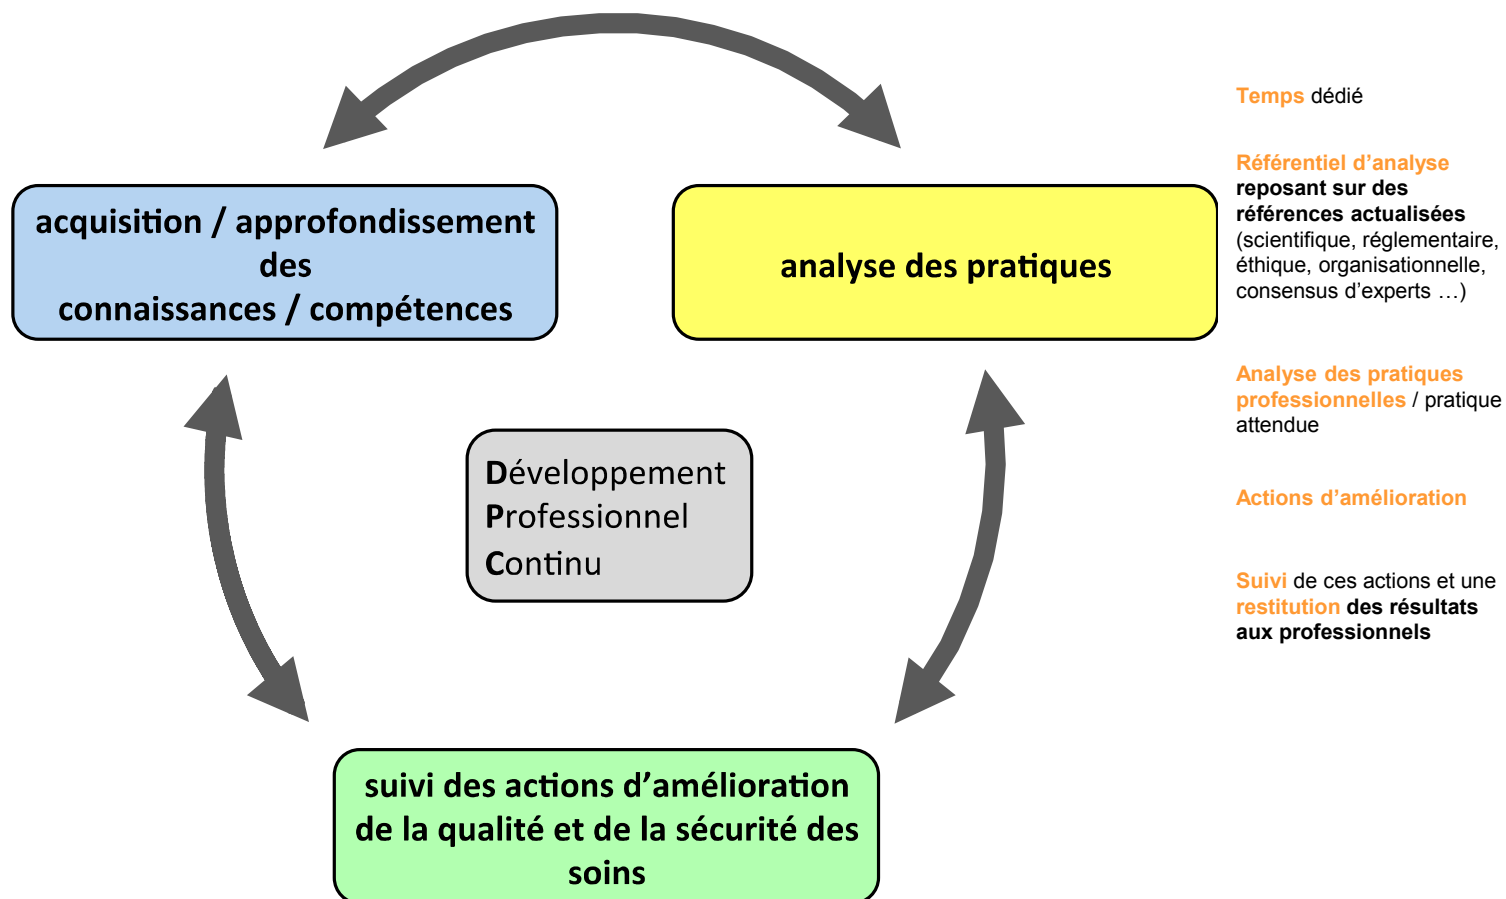 acquisition / approfondissement
des
connaissances / compétences
analyse des pratiques
Développement
Professionnel
Continu
suivi des actions d’amélioration
de la qualité et de la sécurité des
soins
Temps dédié
Référentiel d’analyse
reposant sur des
références actualisées
(scientifique, réglementaire,
éthique, organisationnelle,
consensus d’experts …)
Analyse des pratiques
professionnelles / pratique
attendue
Actions d’amélioration
Suivi de ces actions et une
restitution des résultats
aux professionnels